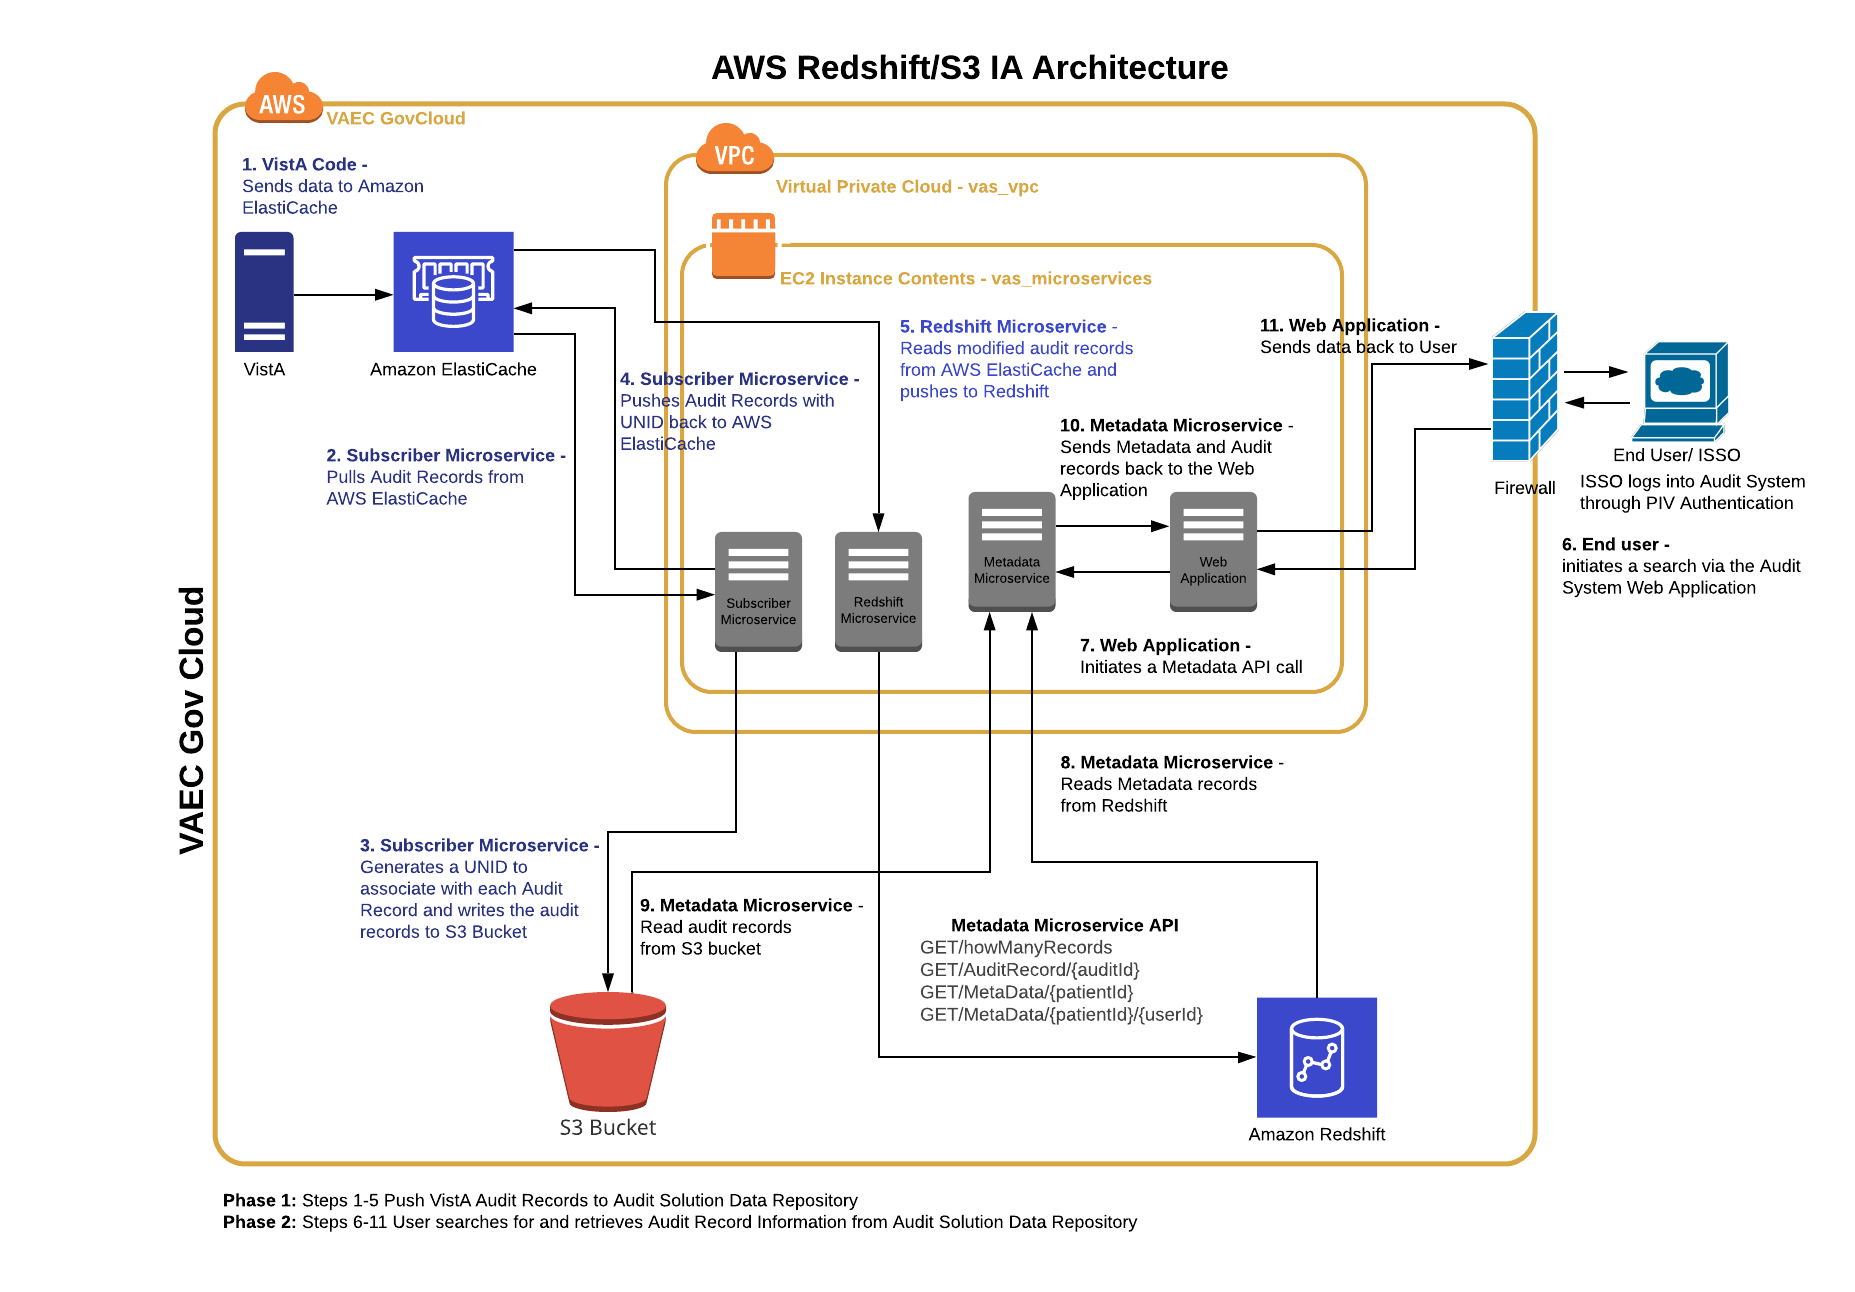 AWS Redshift/S3 IA Architecture
AWS
VAEC GovCloud
VPC
Virtual Private Cloud - vas_vpc
EC2 Instance Contents - vas_microservices
1. VistA Code -
Sends data to Amazon
ElastiCache
VistA
Amazon ElastiCache
2. Subscriber Microservice -
Pulls Audit Records from
AWS ElastiCache
4. Subscriber Microservice -
Pushes Audit Records with
UNID back to AWS
ElastiCache
5. Redshift Microservice -
Reads modified audit records
from AWS ElastiCache and
pushes to Redshift
10. Metadata Microservice -
Sends Metadata and Audit
records back to the Web
Application
11. Web Application -
Sends data back to User
Firewall
End User/ ISSO
ISSO logs into Audit System
through PIV Authentication
6. End user -
initiates a search via the Audit
System Web Application
Subscriber
Microservice
Redshift
Microservice
Metadata
Microservice
Web
Application
7. Web Application -
Initiates a Metadata API call
VAEC Gov Cloud
8. Metadata Microservice -
Reads Metadata records
from Redshift
3. Subscriber Microservice -
Generates a UNID to
associate with each Audit
Record and writes the audit
records to S3 Bucket
9. Metadata Microservice -
Read audit records
from S3 bucket
Metadata Microservice API
GET/howManyRecords
GET/AuditRecord/{auditId}
GET/MetaData/{patientId}
GET/MetaData/{patientId}/{userId}
S3 Bucket
Amazon Redshift
Phase 1: Steps 1-5 Push VistA Audit Records to Audit Solution Data Repository
Phase 2: Steps 6-11 User searches for and retrieves Audit Record Information from Audit Solution Data Repository